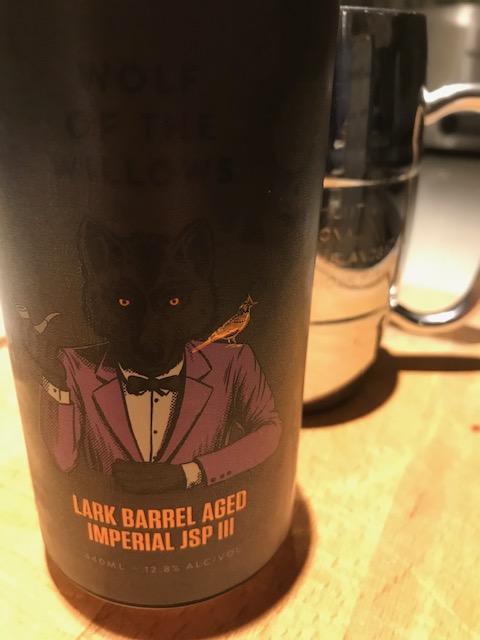 WOLF
OF THE
WILLOWS
LARK BARREL AGED
IMPERIAL JSP III
440ML - 12.8% ALC/VOL